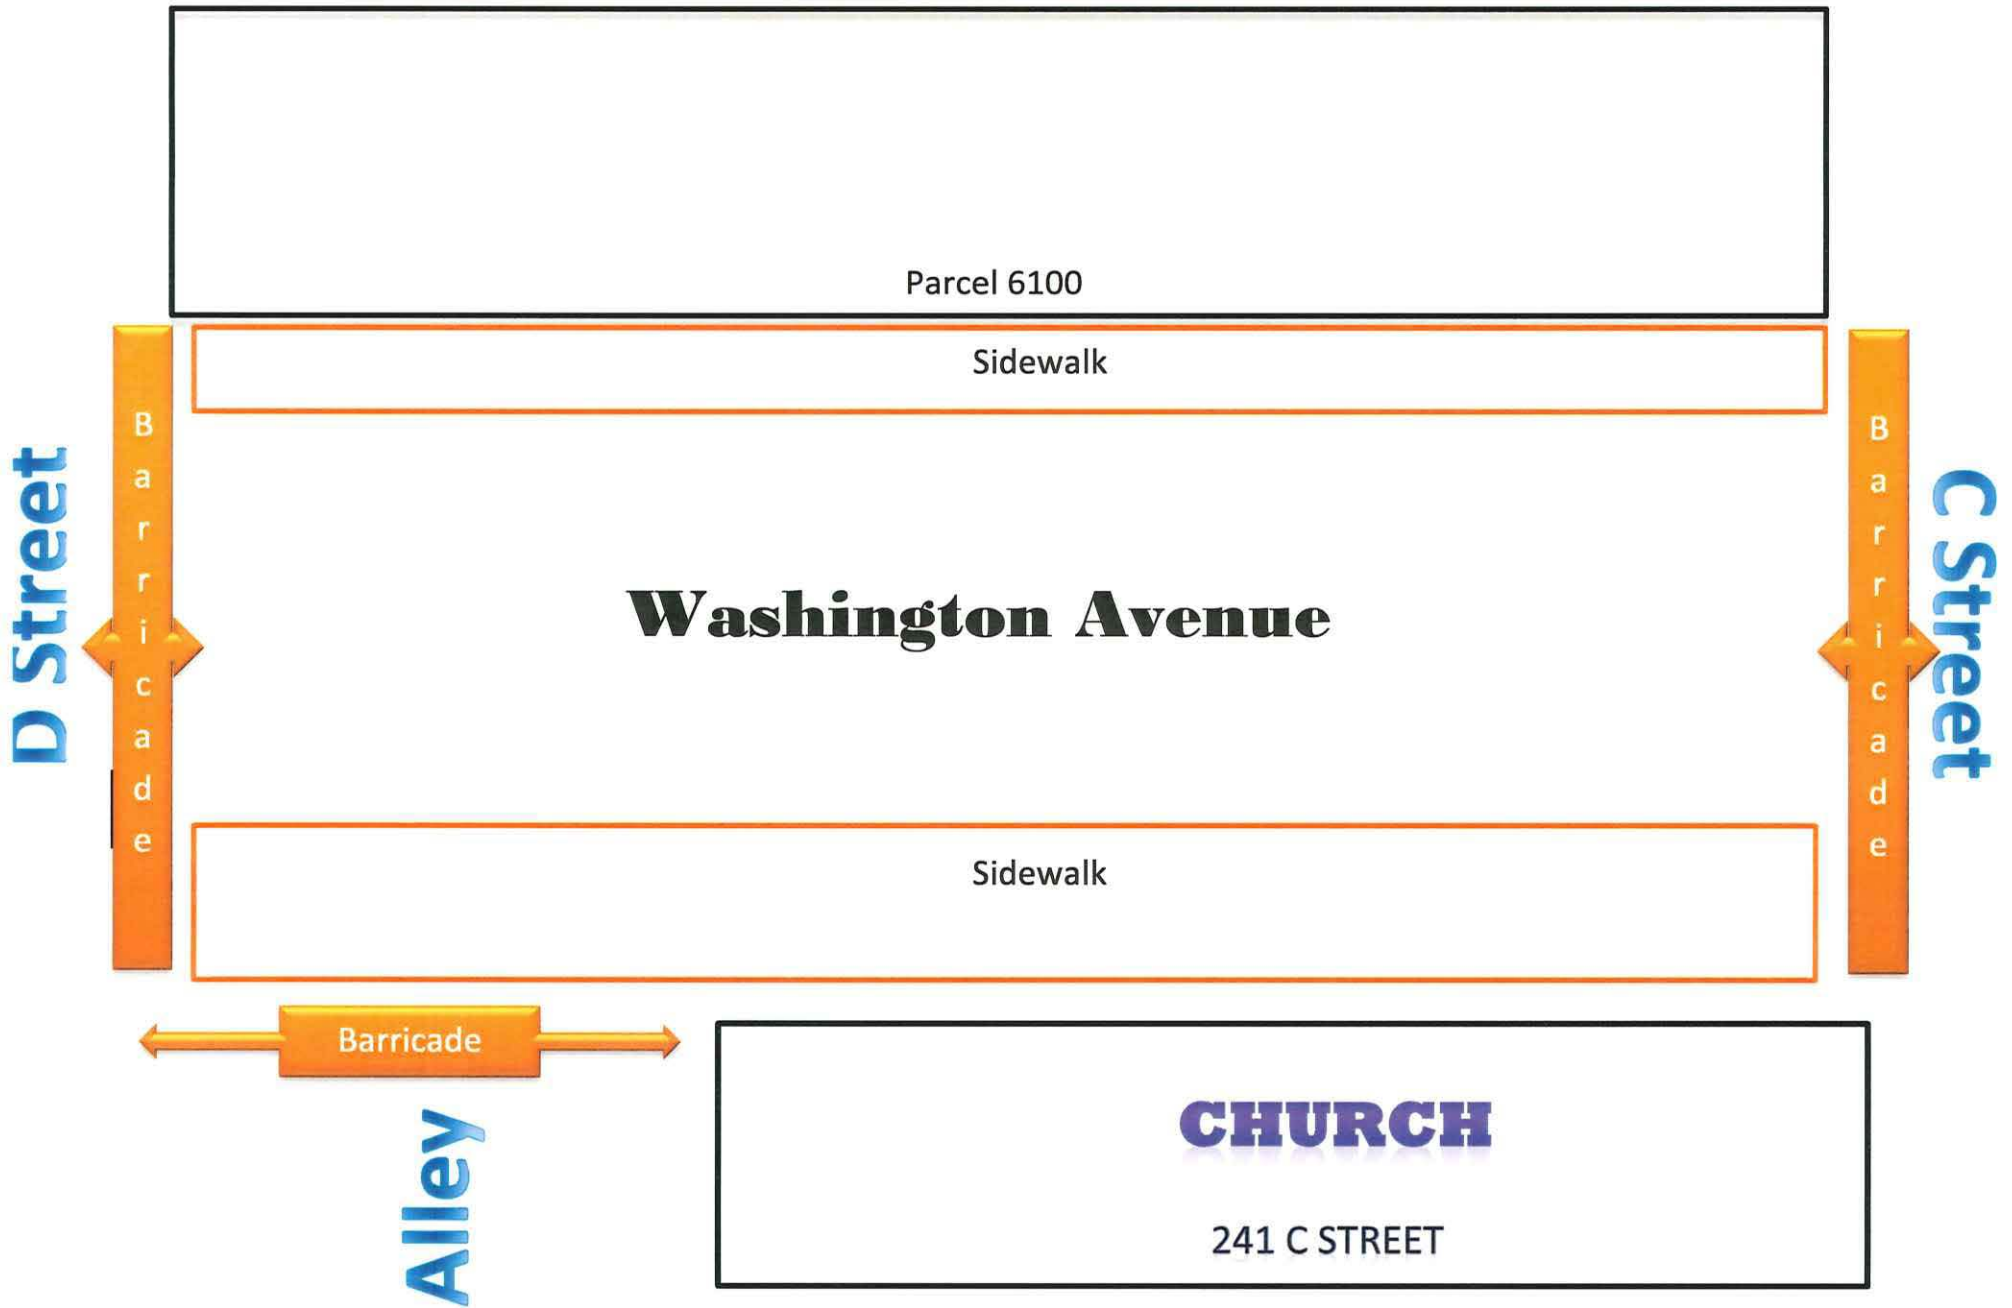 Parcel 6100
Sidewalk
D Street
Barricade
Washington Avenue
Barricade
C Street
Sidewalk
Barricade
Alley
CHURCH
241 C STREET